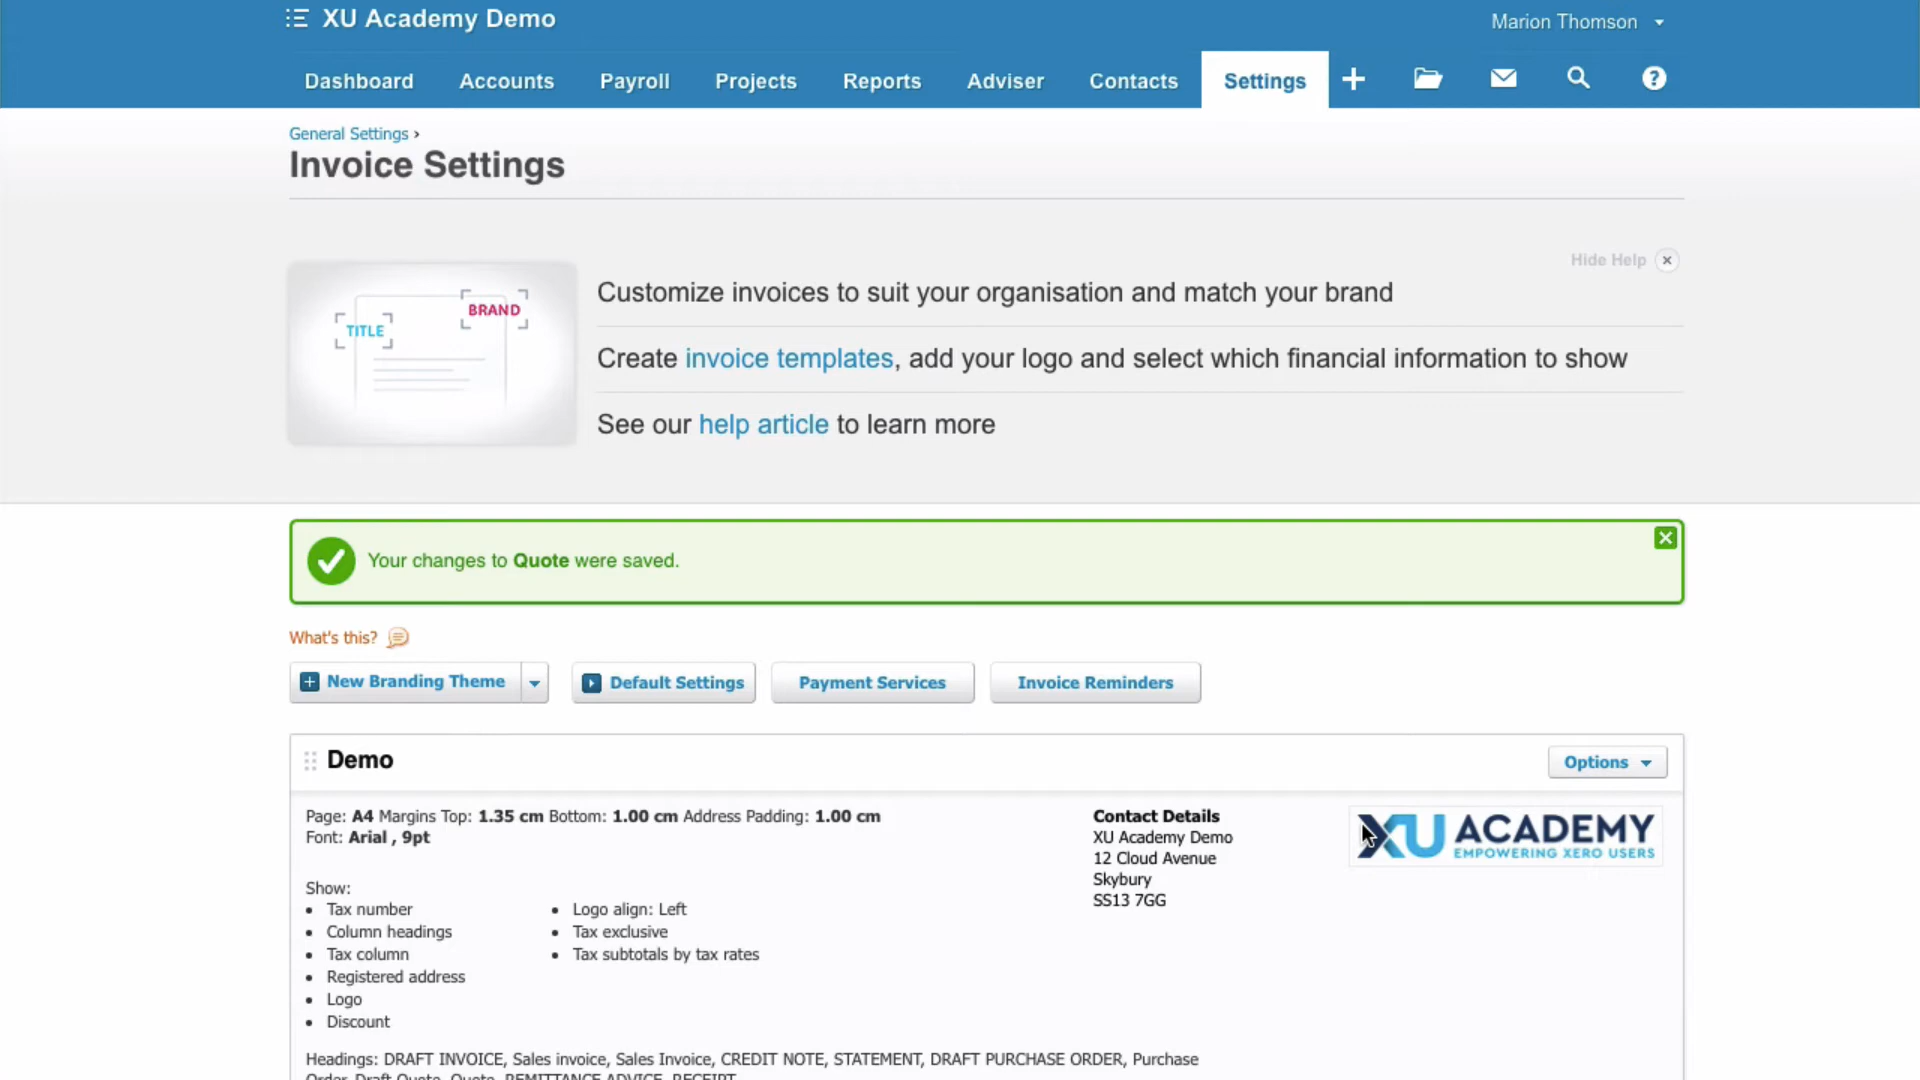 XU Academy Demo
Marion Thomson
Dashboard Accounts Payroll Projects Reports Adviser Contacts Settings
General Settings ›
Invoice Settings
Hide Help
TITLE
BRAND
Customize invoices to suit your organisation and match your brand
Create invoice templates, add your logo and select which financial information to show
See our help article to learn more
Your changes to Quote were saved.
What's this?
New Branding Theme Default Settings Payment Services Invoice Reminders
Demo
Options
Page: A4 Margins Top: 1.35 cm Bottom: 1.00 cm Address Padding: 1.00 cm
Font: Arial , 9pt
Show:
• Tax number
• Column headings
• Tax column
• Registered address
• Logo
• Discount
• Logo align: Left
• Tax exclusive
• Tax subtotals by tax rates
Contact Details
XU Academy Demo
12 Cloud Avenue
Skybury
SS13 7GG
XU ACADEMY
EMPOWERING XERO USERS
Headings: DRAFT INVOICE, Sales invoice, Sales Invoice, CREDIT NOTE, STATEMENT, DRAFT PURCHASE ORDER, Purchase
Order, Draft Quote, Quote, REMITTANCE ADVICE, RECEIPT